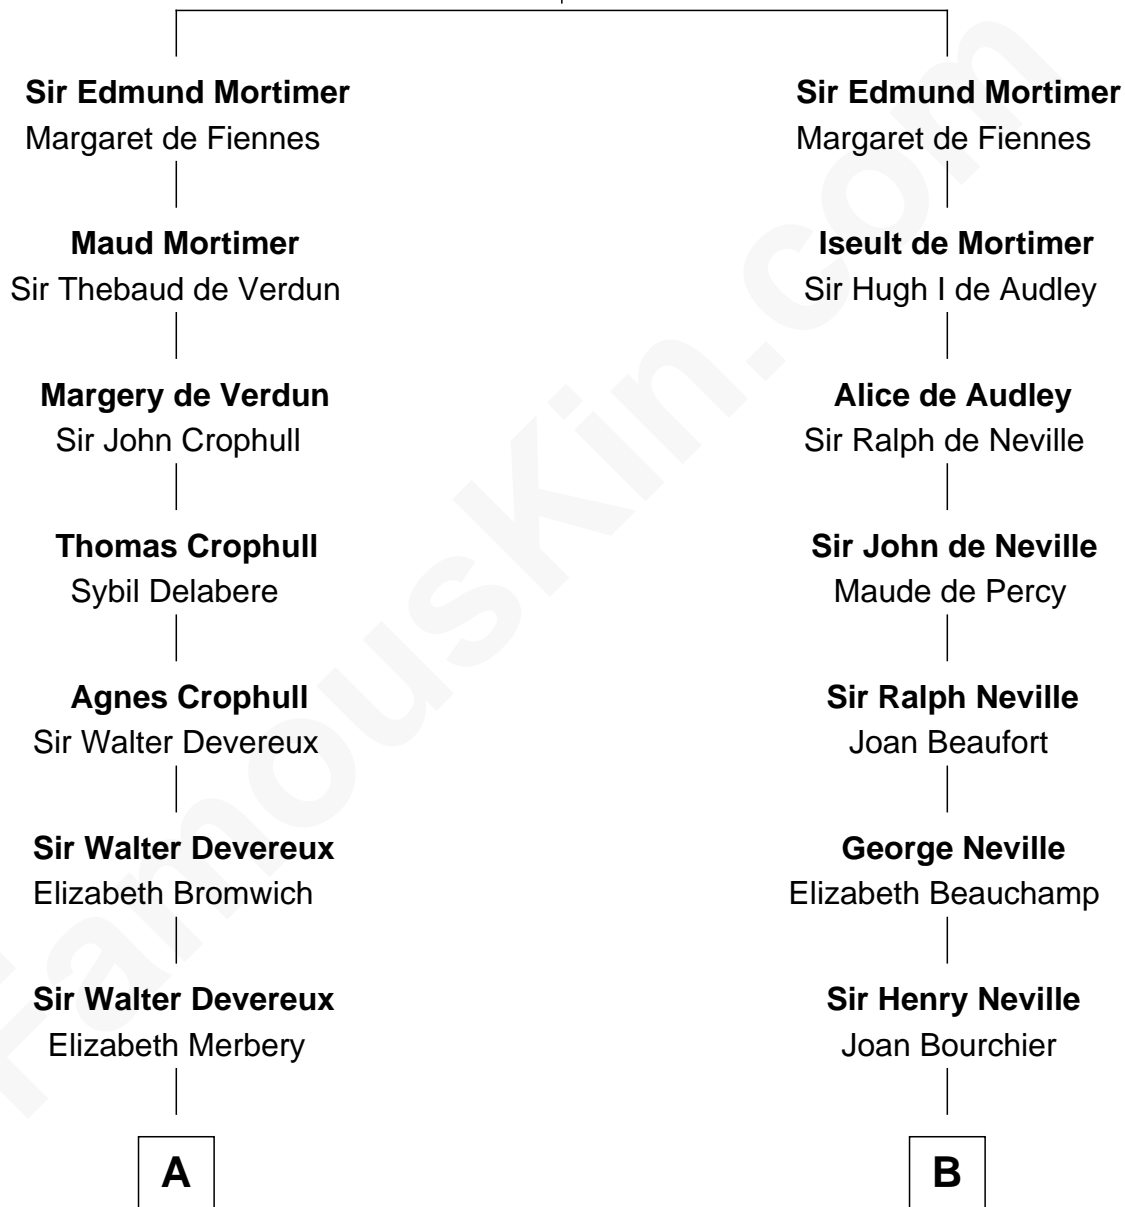 Sir Edmund Mortimer
Margaret de Fiennes
Maud Mortimer
Sir Thebaud de Verdun
Margery de Verdun
Sir John Crophull
Thomas Crophull
Sybil Delabere
Agnes Crophull
Sir Walter Devereux
Sir Walter Devereux
Elizabeth Bromwich
Sir Walter Devereux
Elizabeth Merbery
A
Sir Edmund Mortimer
Margaret de Fiennes
Iseult de Mortimer
Sir Hugh I de Audley
Alice de Audley
Sir Ralph de Neville
Sir John de Neville
Maude de Percy
Sir Ralph Neville
Joan Beaufort
George Neville
Elizabeth Beauchamp
Sir Henry Neville
Joan Bourchier
B
FamousKin.com